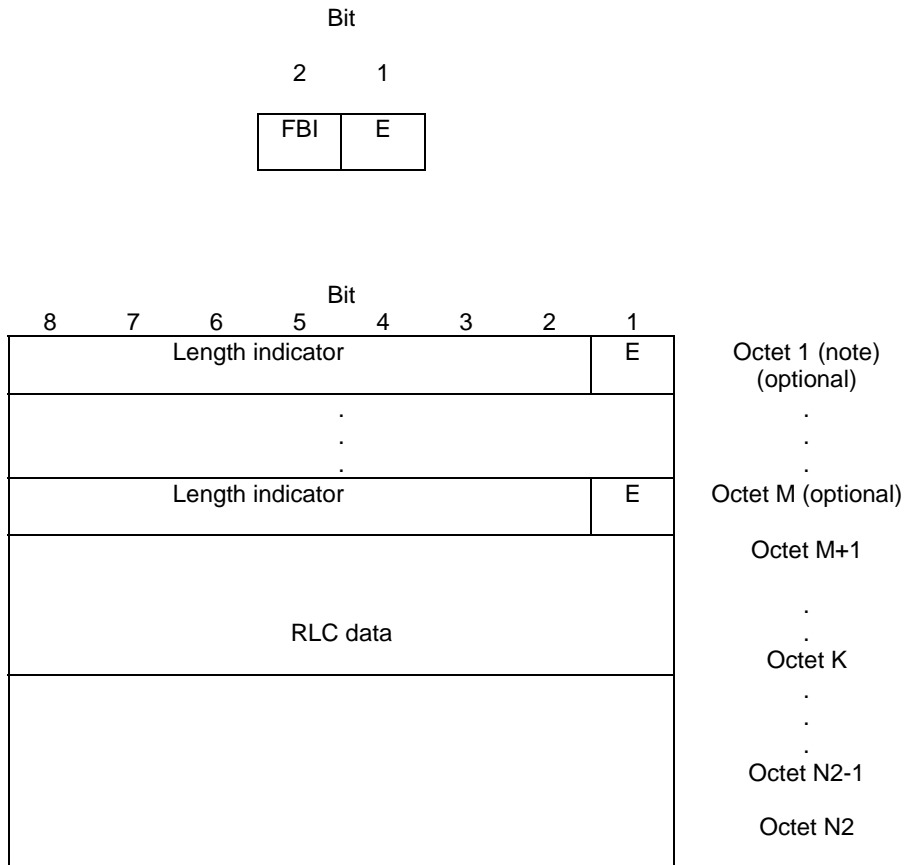 Bit
2 1
FBI E
Bit
8 7 6 5 4 3 2 1
Length indicator E Octet 1 (note)
(optional)
. .
. .
. .
Length indicator E Octet M (optional)
Octet M+1
.
RLC data .
Octet K
.
.
.
Octet N2-1
Octet N2